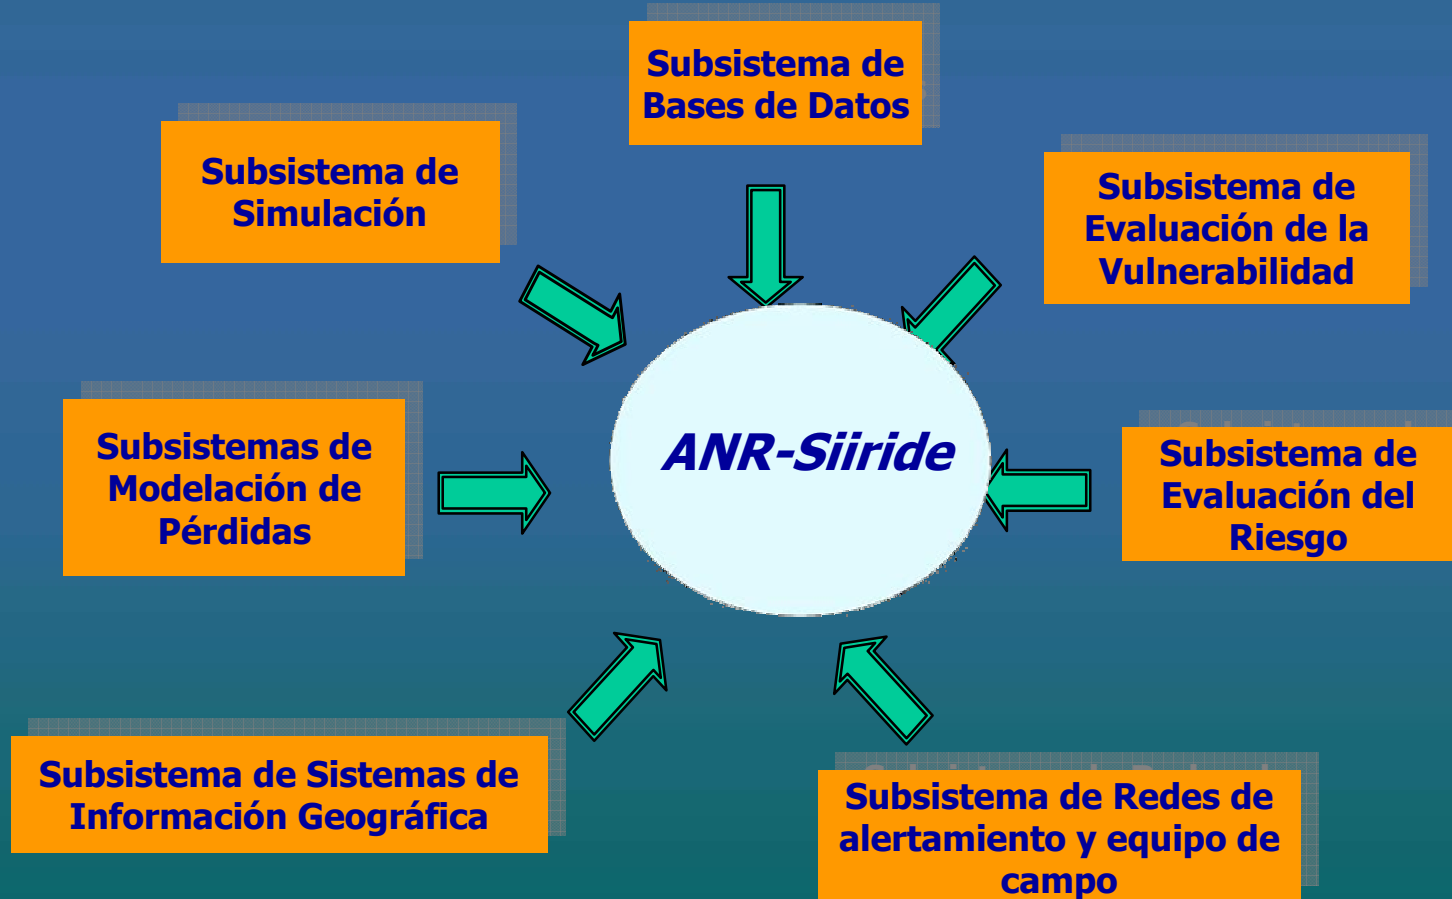 Subsistema de
Bases de Datos
Subsistema de
Simulación
Subsistema de
Evaluación de la
Vulnerabilidad
Subsistemas de
Modelación de
Pérdidas
ANR-Siiride
Subsistema de
Evaluación del
Riesgo
Subsistema de Sistemas de
Información Geográfica
Subsistema de Redes de
alertamiento y equipo de
campo